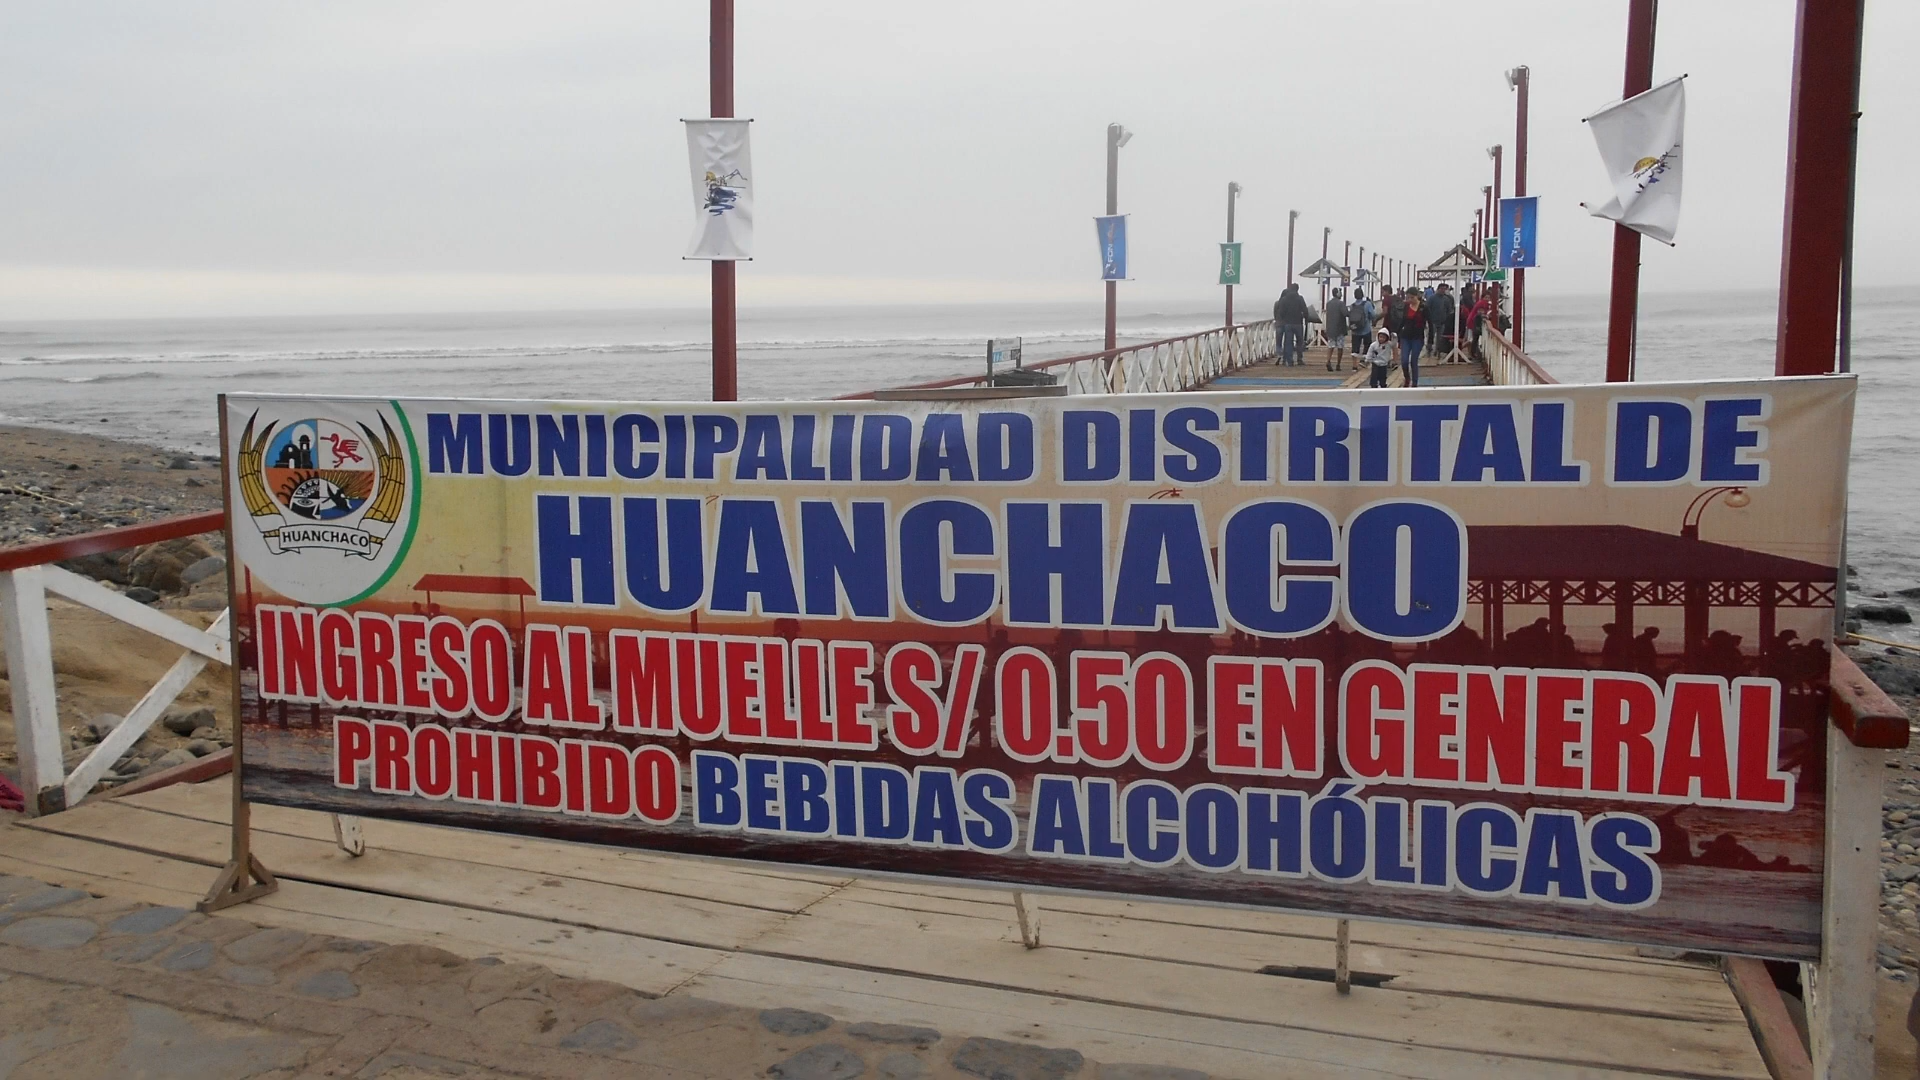 MUNICIPALIDAD DISTRITAL DE
HUANCHACO
HUANCHACO
INGRESO AL MUELLE S/ 0.50 EN GENERAL
PROHIBIDO BEBIDAS ALCOHÓLICAS